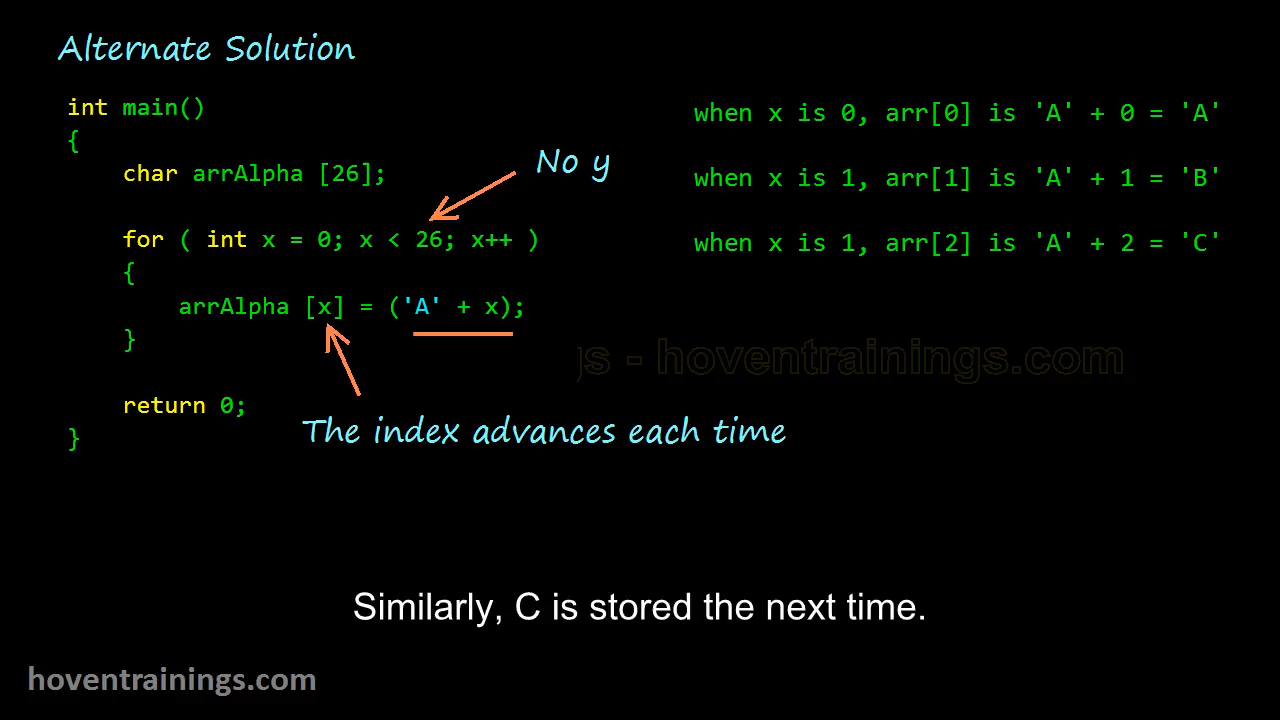 Alternate Solution
int main()
{
char arrAlpha [26];
No y
for ( int x = 0; x < 26; x++ )
{
arrAlpha [x] = ('A' + x);
}
The index advances each time
return 0;
}
when x is 0, arr[0] is 'A' + 0 = 'A'
when x is 1, arr[1] is 'A' + 1 = 'B'
when x is 1, arr[2] is 'A' + 2 = 'C'
- hoventrainings.com
Similarly, C is stored the next time.
hoventrainings.com